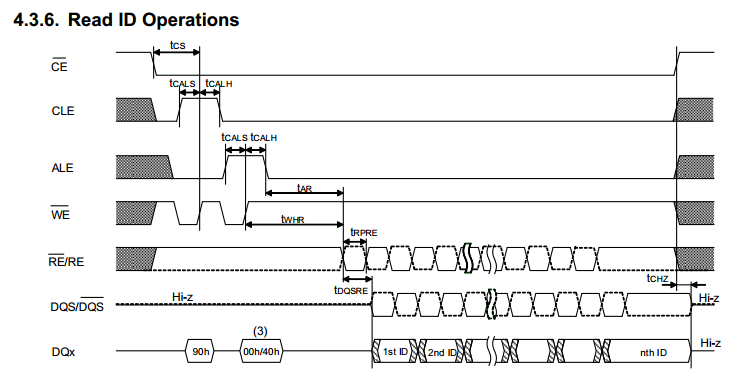 4.3.6. Read ID Operations
tCS
CE
tCALS tCALH
CLE
tCALS tCALH
ALE
tAR
WE
tWHR
tRPRE
RE/RE
tDQSRE
tCHZ
DQS/DQS
Hi-z
Hi-z
(3)
DQx
90h
00h/40h
1st ID
2nd ID
nth ID
Hi-z